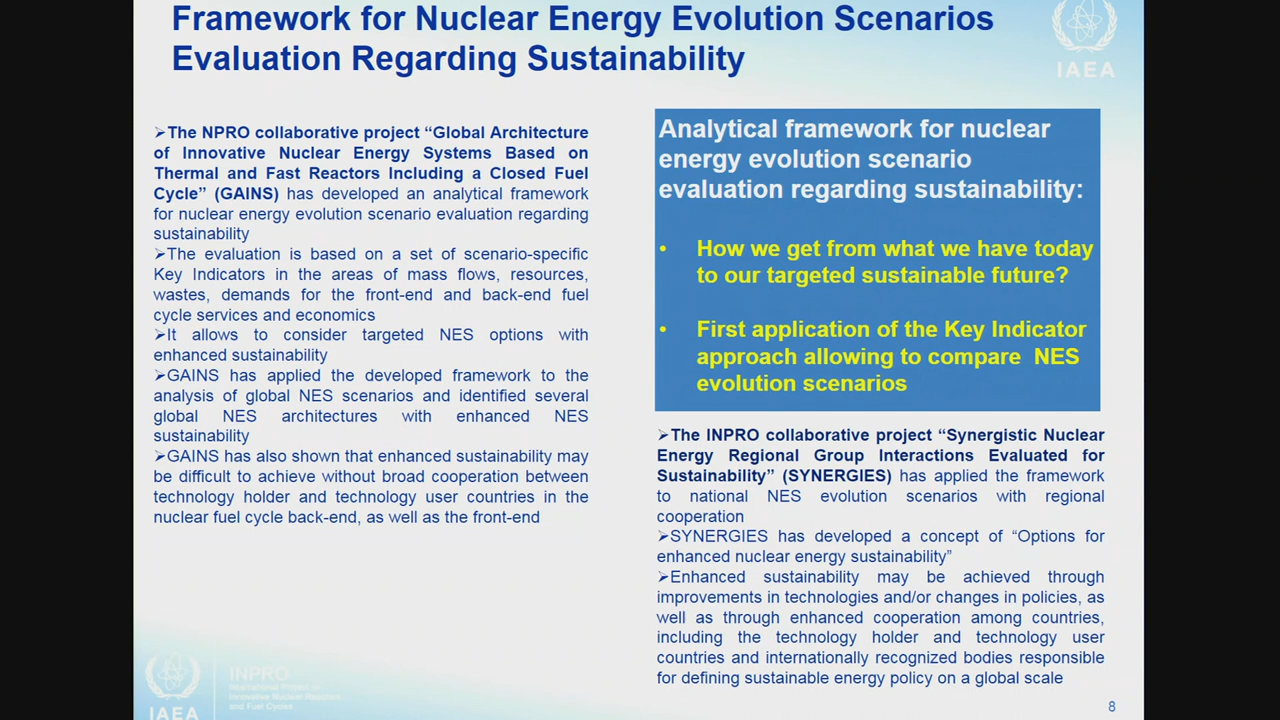 Framework for Nuclear Energy Evolution Scenarios
Evaluation Regarding Sustainability
IAEA
➢The NPRO collaborative project “Global Architecture
of Innovative Nuclear Energy Systems Based on
Thermal and Fast Reactors Including a Closed Fuel
Cycle” (GAINS) has developed an analytical framework
for nuclear energy evolution scenario evaluation regarding
sustainability
➢The evaluation is based on a set of scenario-specific
Key Indicators in the areas of mass flows, resources,
wastes, demands for the front-end and back-end fuel
cycle services and economics
➢It allows to consider targeted NES options with
enhanced sustainability
➢GAINS has applied the developed framework to the
analysis of global NES scenarios and identified several
global NES architectures with enhanced NES
sustainability
➢GAINS has also shown that enhanced sustainability may
be difficult to achieve without broad cooperation between
technology holder and technology user countries in the
nuclear fuel cycle back-end, as well as the front-end
Analytical framework for nuclear
energy evolution scenario
evaluation regarding sustainability:
• How we get from what we have today
to our targeted sustainable future?
• First application of the Key Indicator
approach allowing to compare NES
evolution scenarios
➢The INPRO collaborative project “Synergistic Nuclear
Energy Regional Group Interactions Evaluated for
Sustainability” (SYNERGIES) has applied the framework
to national NES evolution scenarios with regional
cooperation
➢SYNERGIES has developed a concept of “Options for
enhanced nuclear energy sustainability”
➢Enhanced sustainability may be achieved through
improvements in technologies and/or changes in policies, as
well as through enhanced cooperation among countries,
including the technology holder and technology user
countries and internationally recognized bodies responsible
for defining sustainable energy policy on a global scale
IAEA
INPRO
International Project on
Innovative Nuclear Reactors
and Fuel Cycles
8